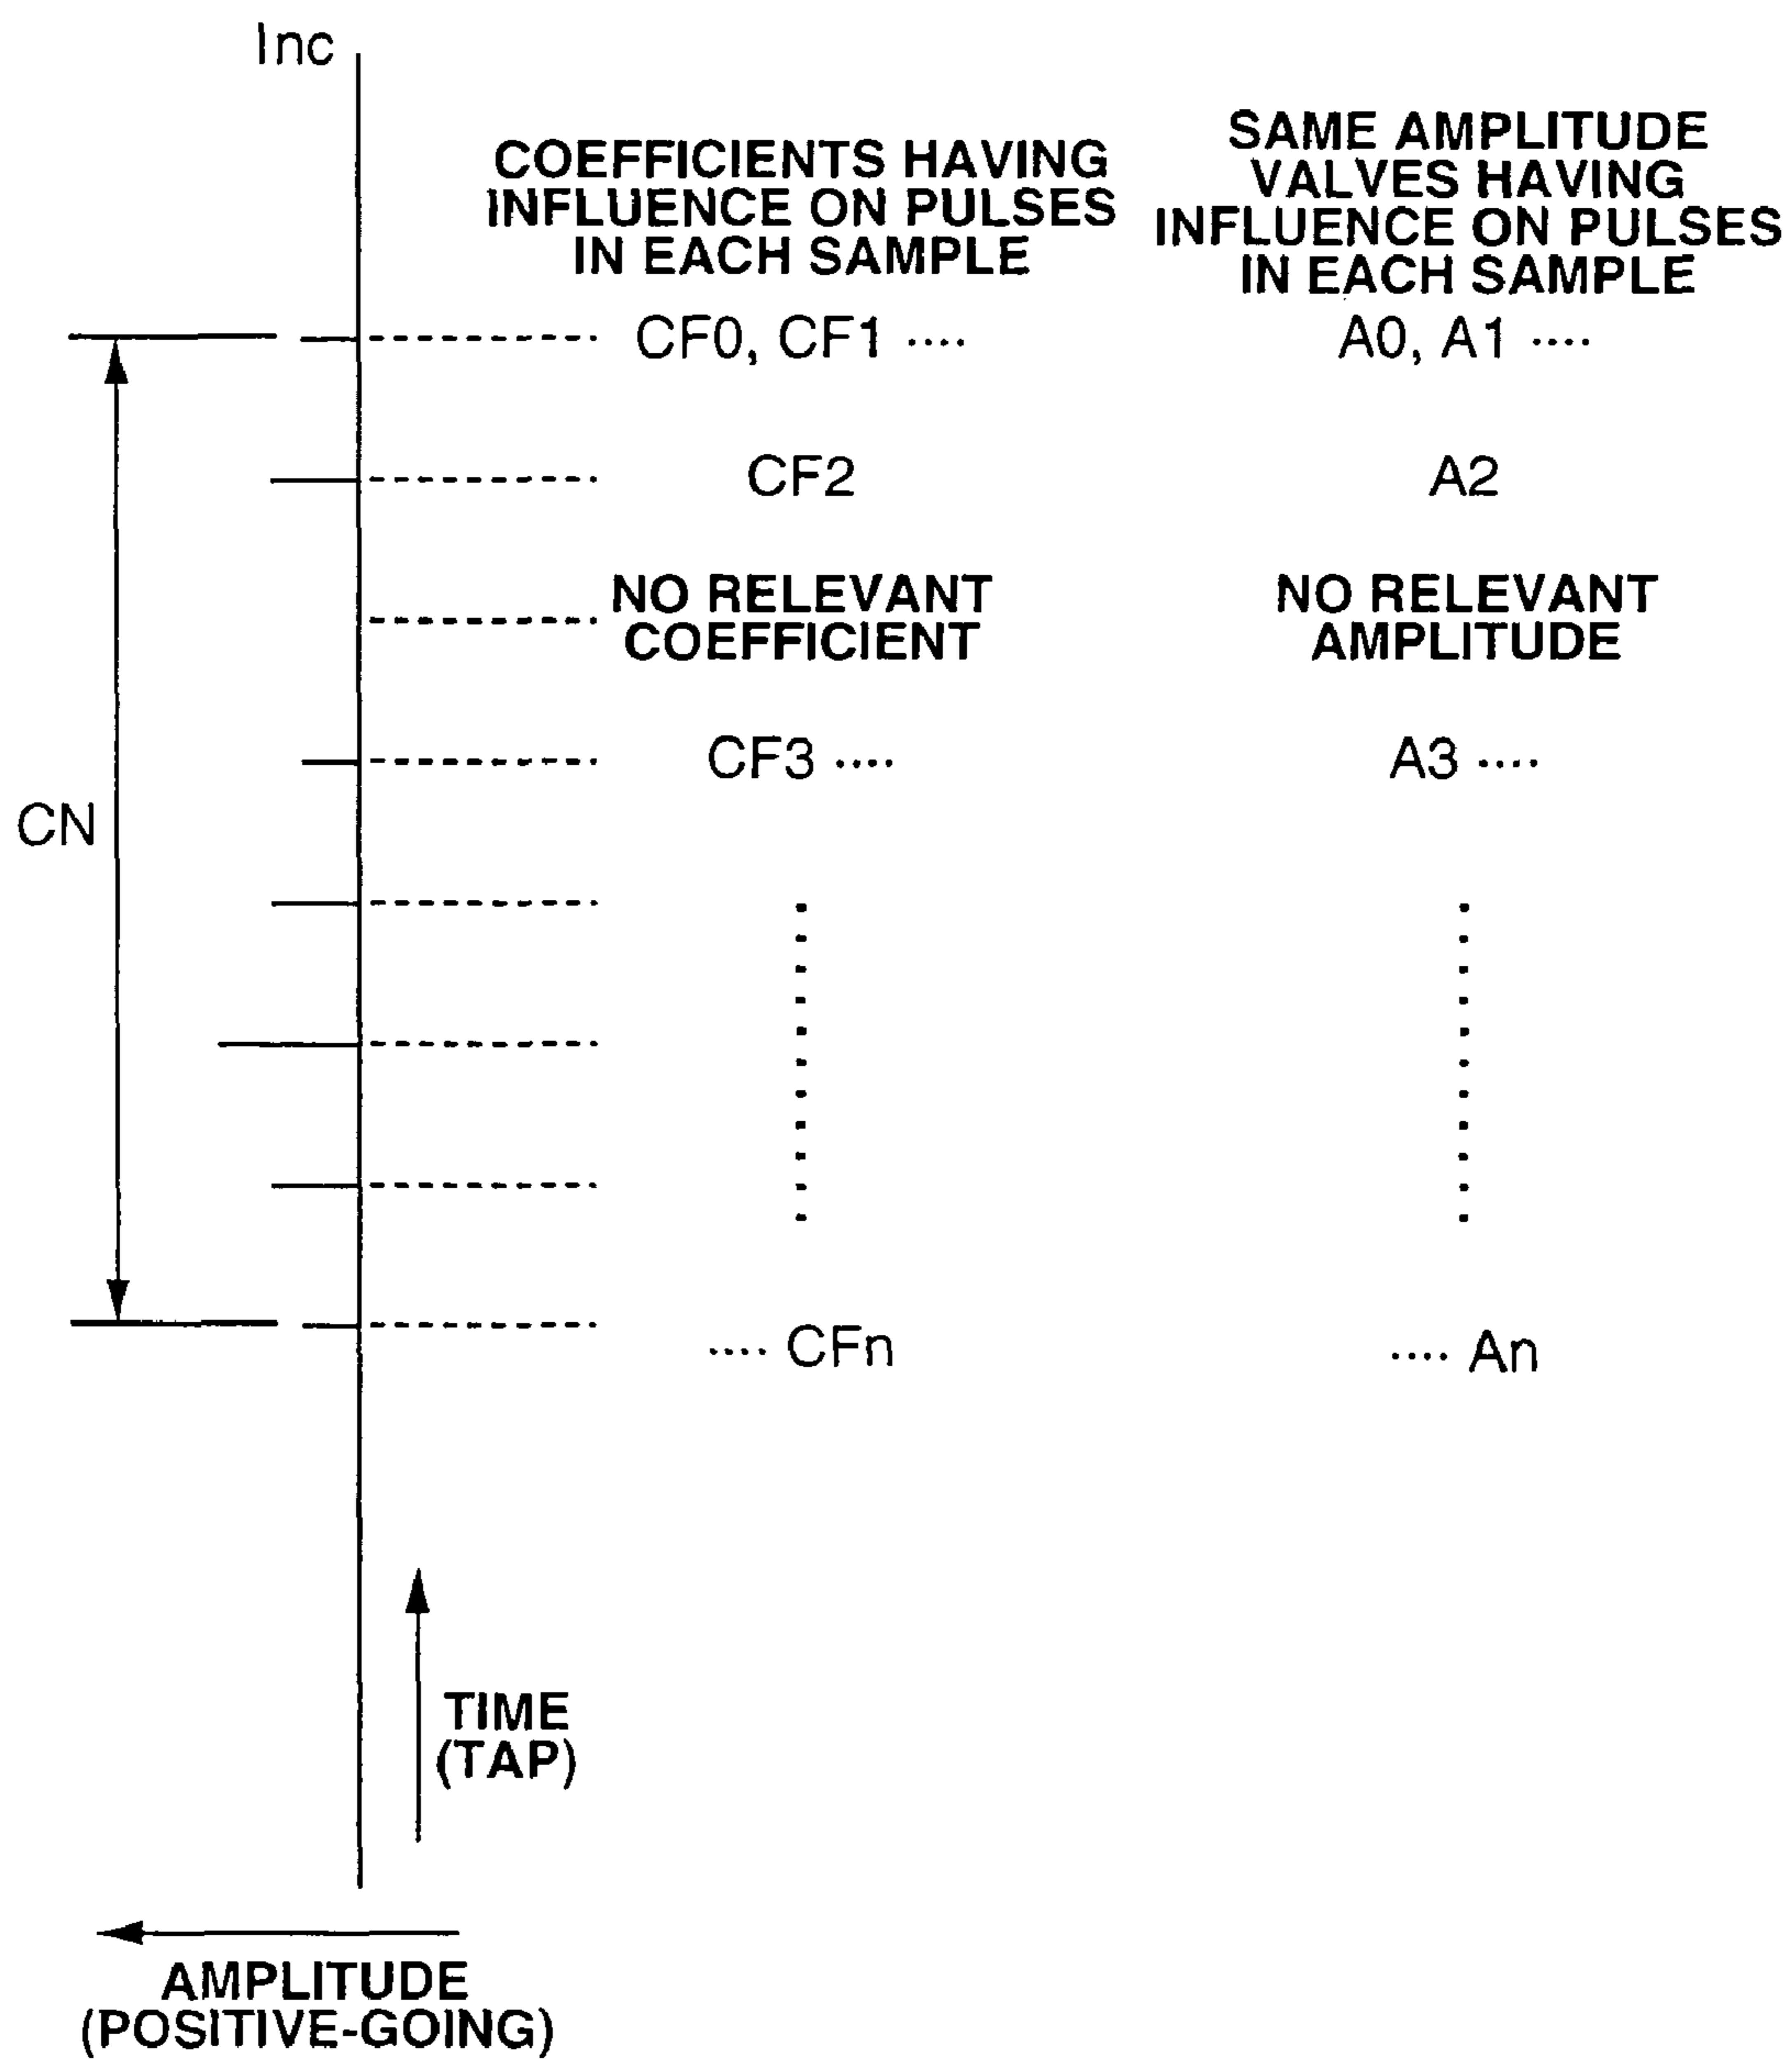 Inc
COEFFICIENTS HAVING
INFLUENCE ON PULSES
IN EACH SAMPLE
SAME AMPLITUDE
VALVES HAVING
INFLUENCE ON PULSES
IN EACH SAMPLE
CF0, CF1 ····
A0, A1 ····
CF2
A2
NO RELEVANT
COEFFICIENT
NO RELEVANT
AMPLITUDE
CF3 ····
A3 ····
CN
···· CFn
···· An
TIME
(TAP)
AMPLITUDE
(POSITIVE-GOING)